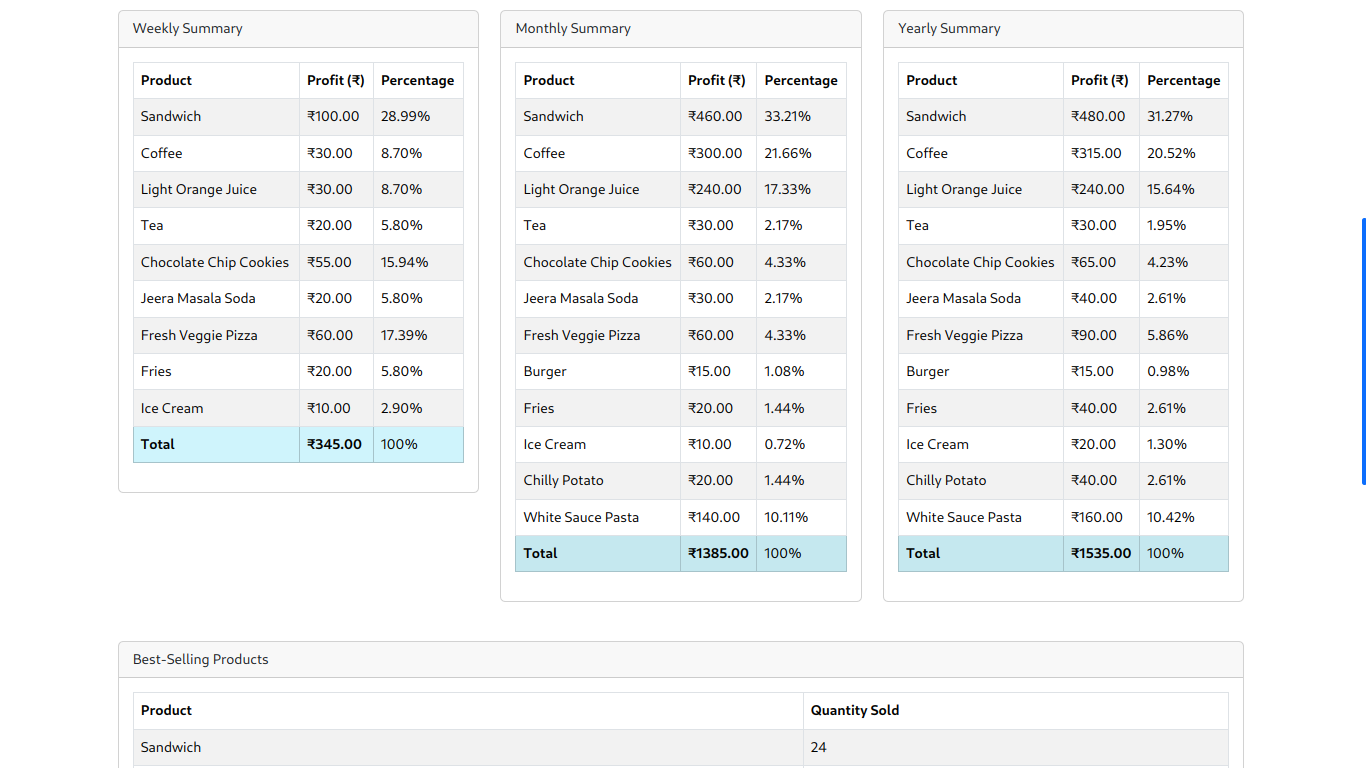 Weekly Summary
Product Profit (₹) Percentage
Sandwich ₹100.00 28.99%
Coffee ₹30.00 8.70%
Light Orange Juice ₹30.00 8.70%
Tea ₹20.00 5.80%
Chocolate Chip Cookies ₹55.00 15.94%
Jeera Masala Soda ₹20.00 5.80%
Fresh Veggie Pizza ₹60.00 17.39%
Fries ₹20.00 5.80%
Ice Cream ₹10.00 2.90%
Total ₹345.00 100%
Monthly Summary
Product Profit (₹) Percentage
Sandwich ₹460.00 33.21%
Coffee ₹300.00 21.66%
Light Orange Juice ₹240.00 17.33%
Tea ₹30.00 2.17%
Chocolate Chip Cookies ₹60.00 4.33%
Jeera Masala Soda ₹30.00 2.17%
Fresh Veggie Pizza ₹60.00 4.33%
Burger ₹15.00 1.08%
Fries ₹20.00 1.44%
Ice Cream ₹10.00 0.72%
Chilly Potato ₹20.00 1.44%
White Sauce Pasta ₹140.00 10.11%
Total ₹1385.00 100%
Yearly Summary
Product Profit (₹) Percentage
Sandwich ₹480.00 31.27%
Coffee ₹315.00 20.52%
Light Orange Juice ₹240.00 15.64%
Tea ₹30.00 1.95%
Chocolate Chip Cookies ₹65.00 4.23%
Jeera Masala Soda ₹40.00 2.61%
Fresh Veggie Pizza ₹90.00 5.86%
Burger ₹15.00 0.98%
Fries ₹40.00 2.61%
Ice Cream ₹20.00 1.30%
Chilly Potato ₹40.00 2.61%
White Sauce Pasta ₹160.00 10.42%
Total ₹1535.00 100%
Best-Selling Products
Product Quantity Sold
Sandwich 24